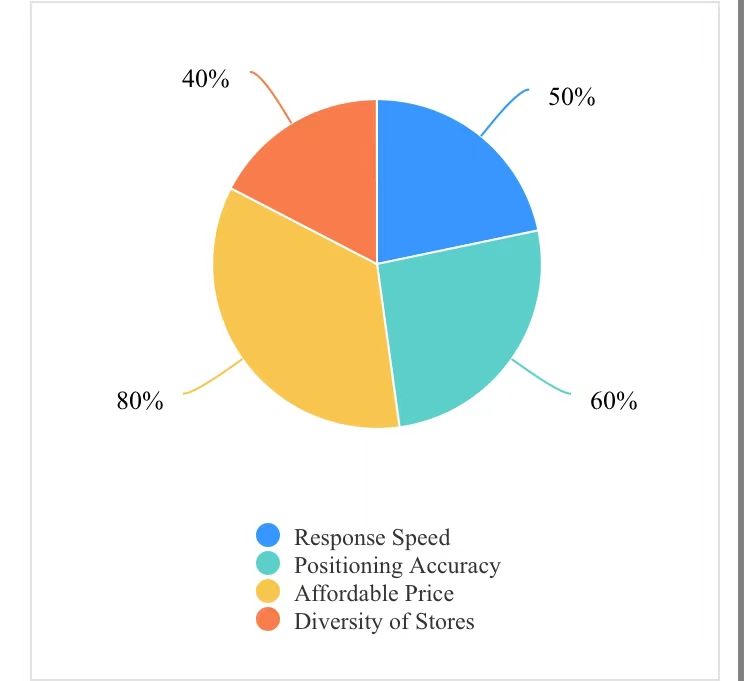 40%
50%
80%
60%
Response Speed
Positioning Accuracy
Affordable Price
Diversity of Stores